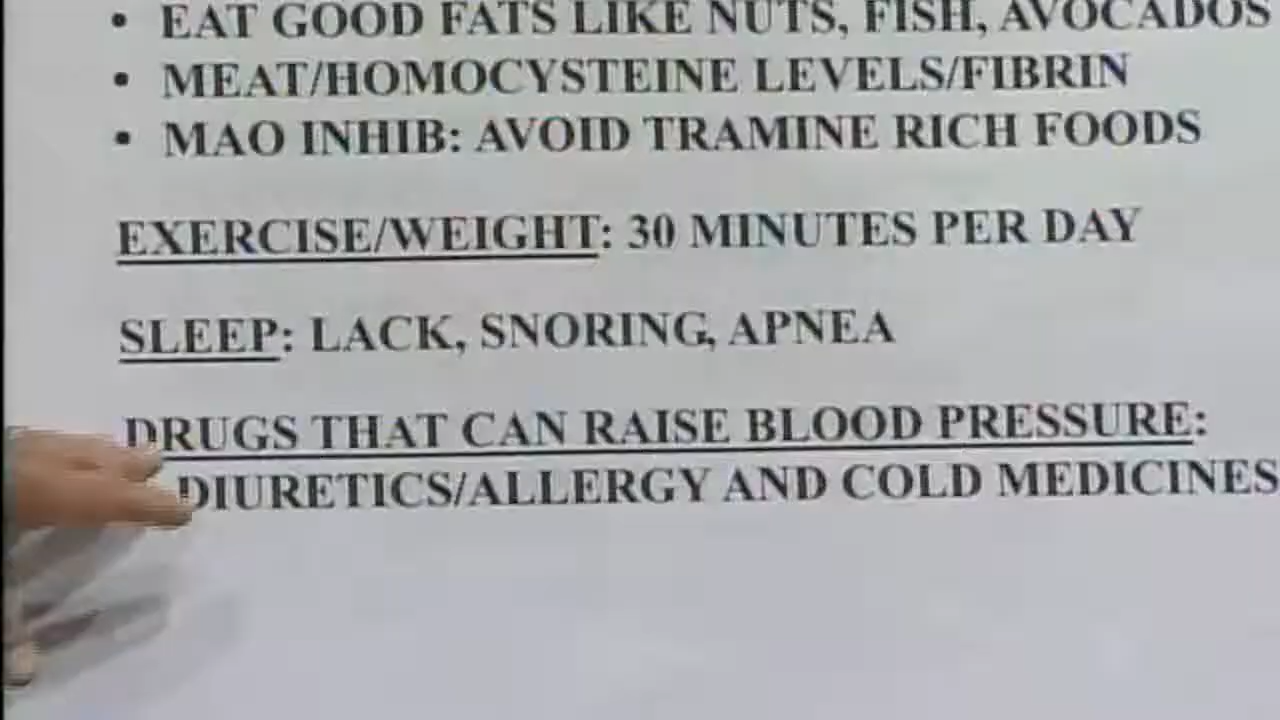 • EAT GOOD FATS LIKE NUTS, FISH, AVOCADOS
• MEAT/HOMOCYSTEINE LEVELS/FIBRIN
• MAO INHIB: AVOID TRAMINE RICH FOODS
EXERCISE/WEIGHT: 30 MINUTES PER DAY
SLEEP: LACK, SNORING, APNEA
DRUGS THAT CAN RAISE BLOOD PRESSURE:
DIURETICS/ALLERGY AND COLD MEDICINES